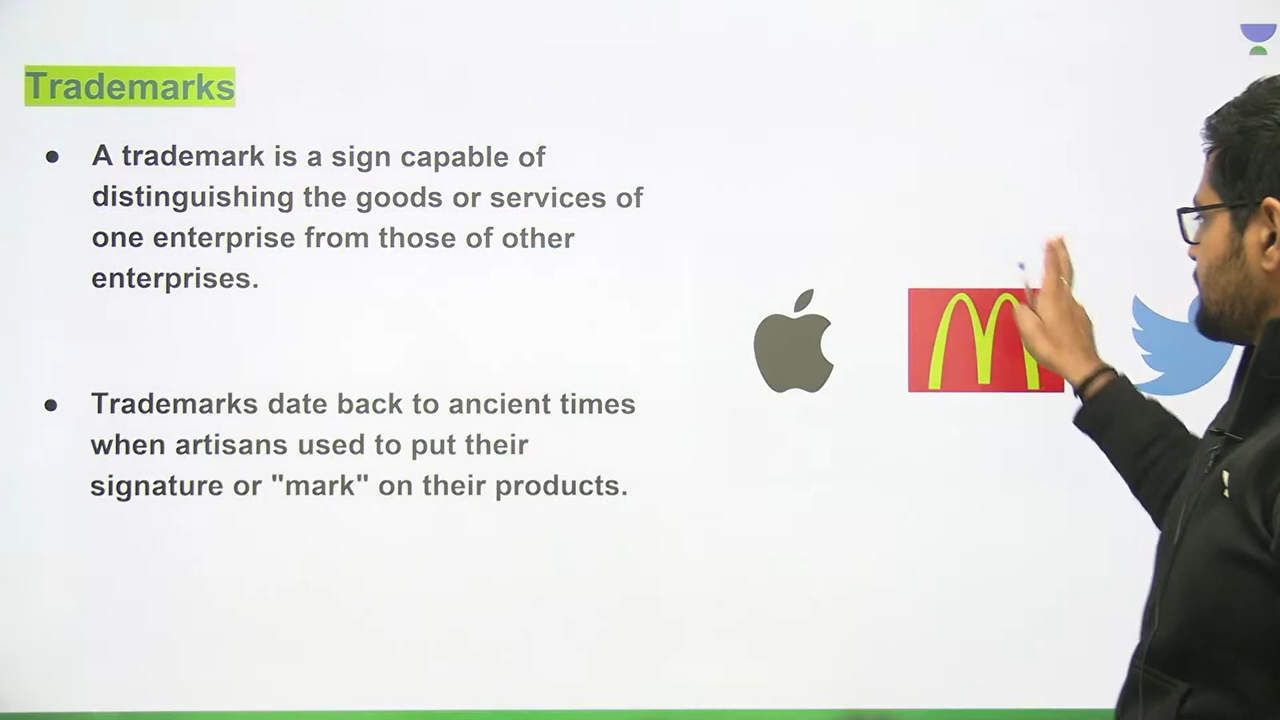 Trademarks
● A trademark is a sign capable of
distinguishing the goods or services of
one enterprise from those of other
enterprises.
● Trademarks date back to ancient times
when artisans used to put their
signature or "mark" on their products.